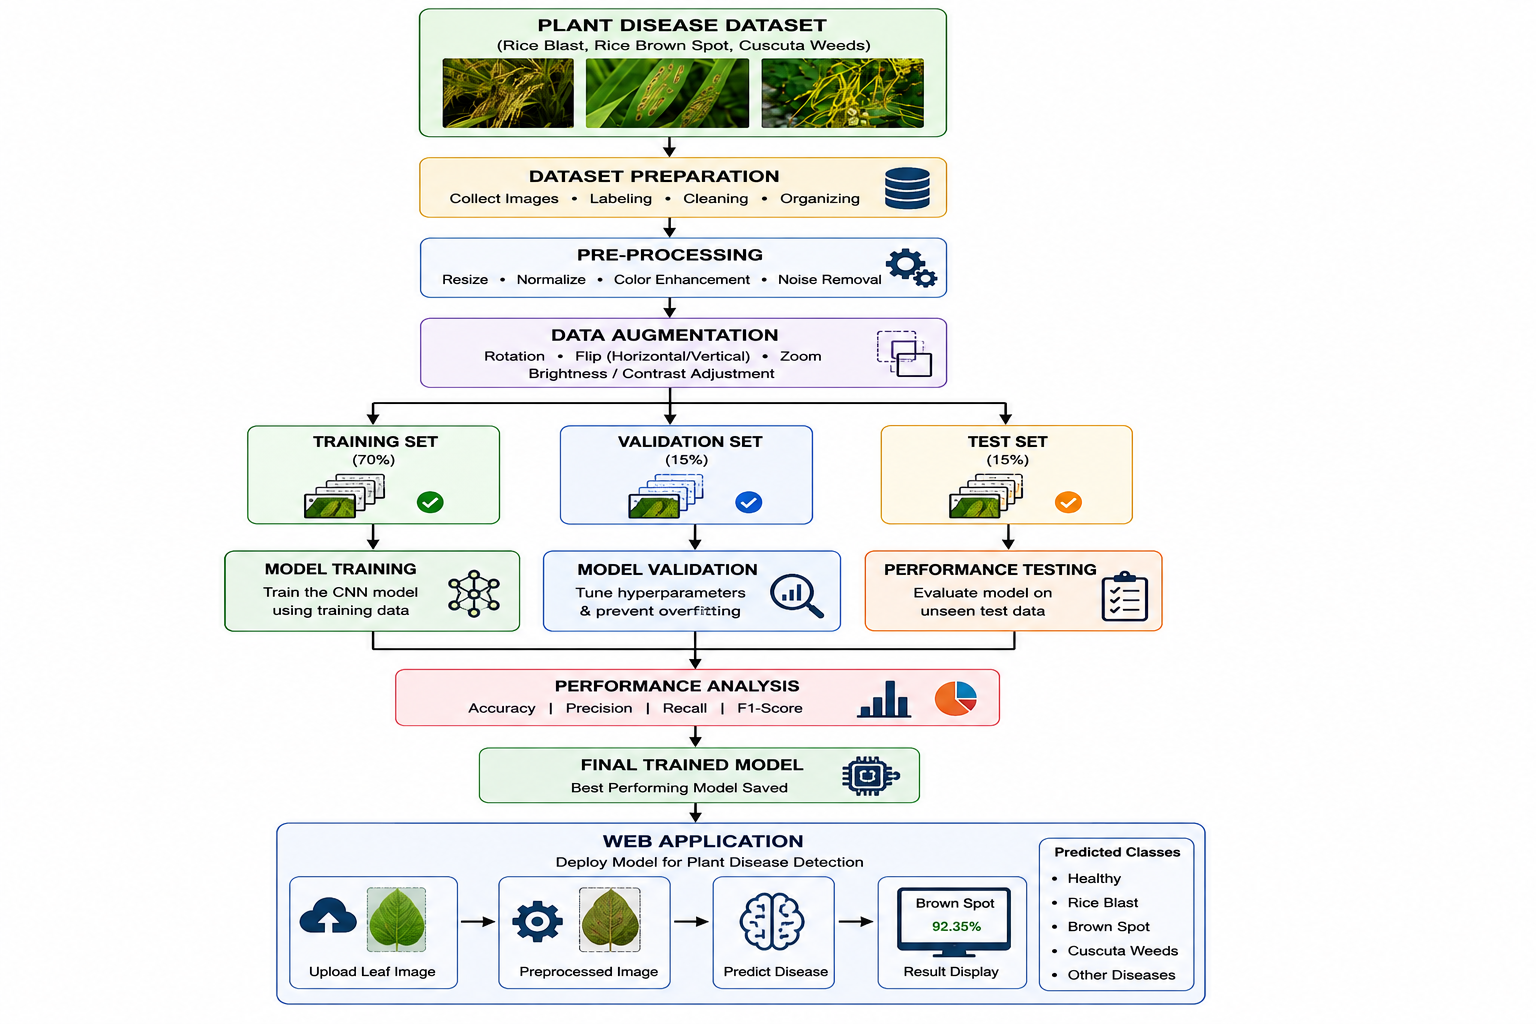 PLANT DISEASE DATASET
(Rice Blast, Rice Brown Spot, Cuscuta Weeds)
DATASET PREPARATION
Collect Images • Labeling • Cleaning • Organizing
PRE-PROCESSING
Resize • Normalize • Color Enhancement • Noise Removal
DATA AUGMENTATION
Rotation • Flip (Horizontal/Vertical) • Zoom
Brightness / Contrast Adjustment
TRAINING SET
(70%)
VALIDATION SET
(15%)
TEST SET
(15%)
MODEL TRAINING
Train the CNN model
using training data
MODEL VALIDATION
Tune hyperparameters
& prevent overfitting
PERFORMANCE TESTING
Evaluate model on
unseen test data
PERFORMANCE ANALYSIS
Accuracy | Precision | Recall | F1-Score
FINAL TRAINED MODEL
Best Performing Model Saved
WEB APPLICATION
Deploy Model for Plant Disease Detection
Upload Leaf Image
Preprocessed Image
Predict Disease
Brown Spot
92.35%
Result Display
Predicted Classes
• Healthy
• Rice Blast
• Brown Spot
• Cuscuta Weeds
• Other Diseases